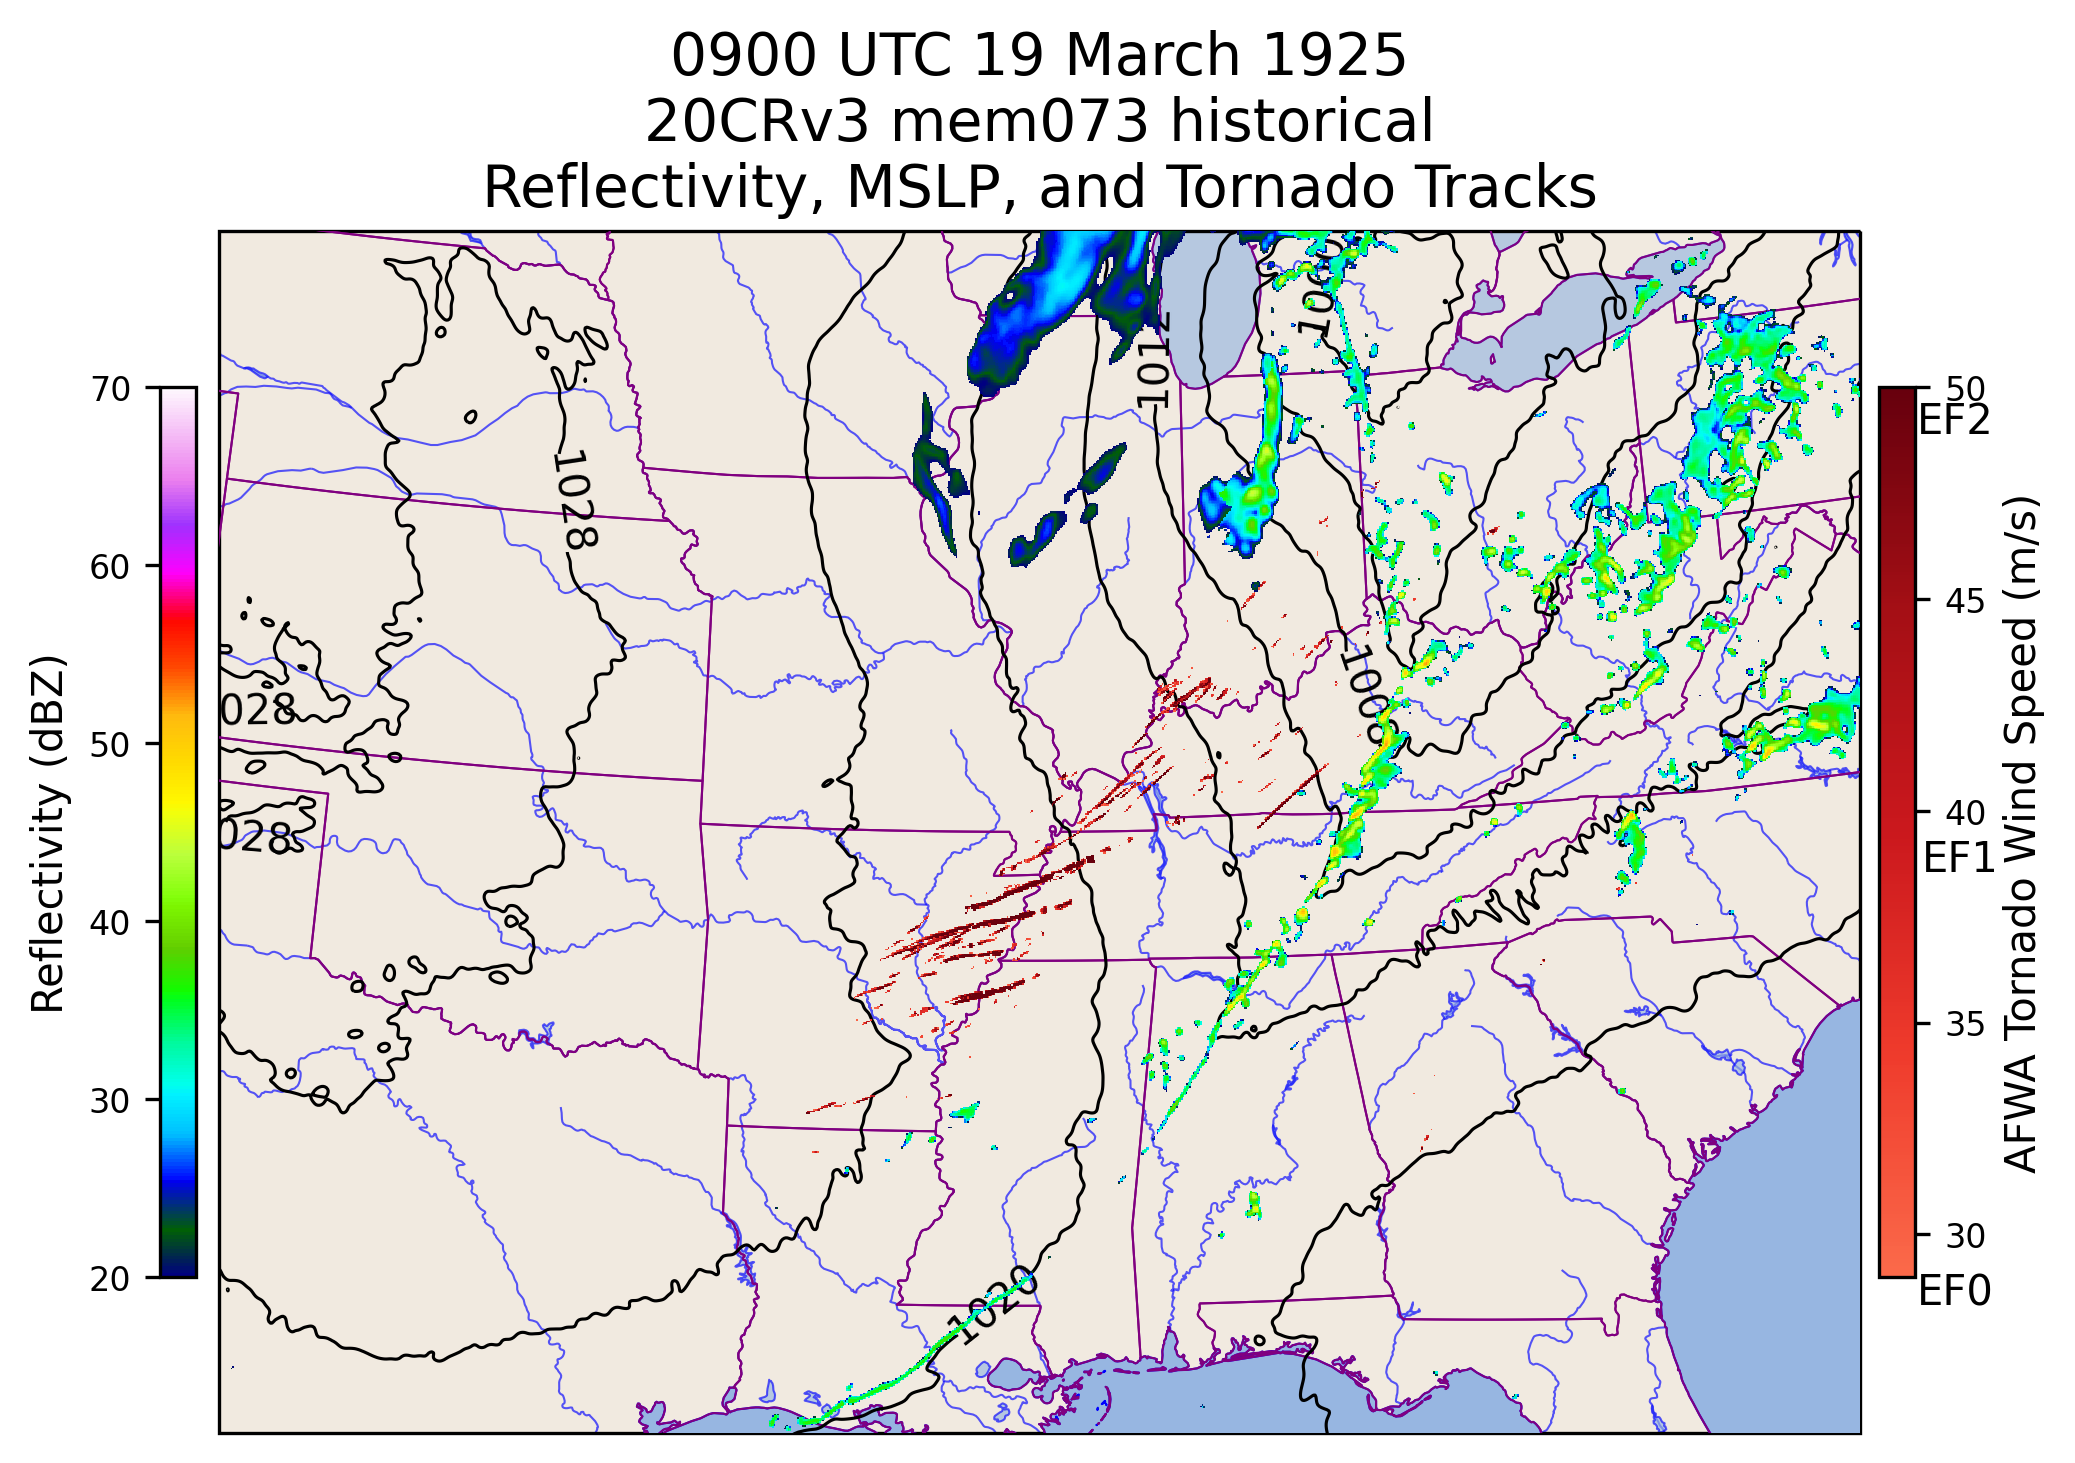 0900 UTC 19 March 1925
20CRv3 mem073 historical
Reflectivity, MSLP, and Tornado Tracks
Reflectivity (dBZ)
70
60
50
40
30
20
1012
1028
1008
028
028
1020
50
EF2
45
40
EF1
35
30
EF0
AFWA Tornado Wind Speed (m/s)